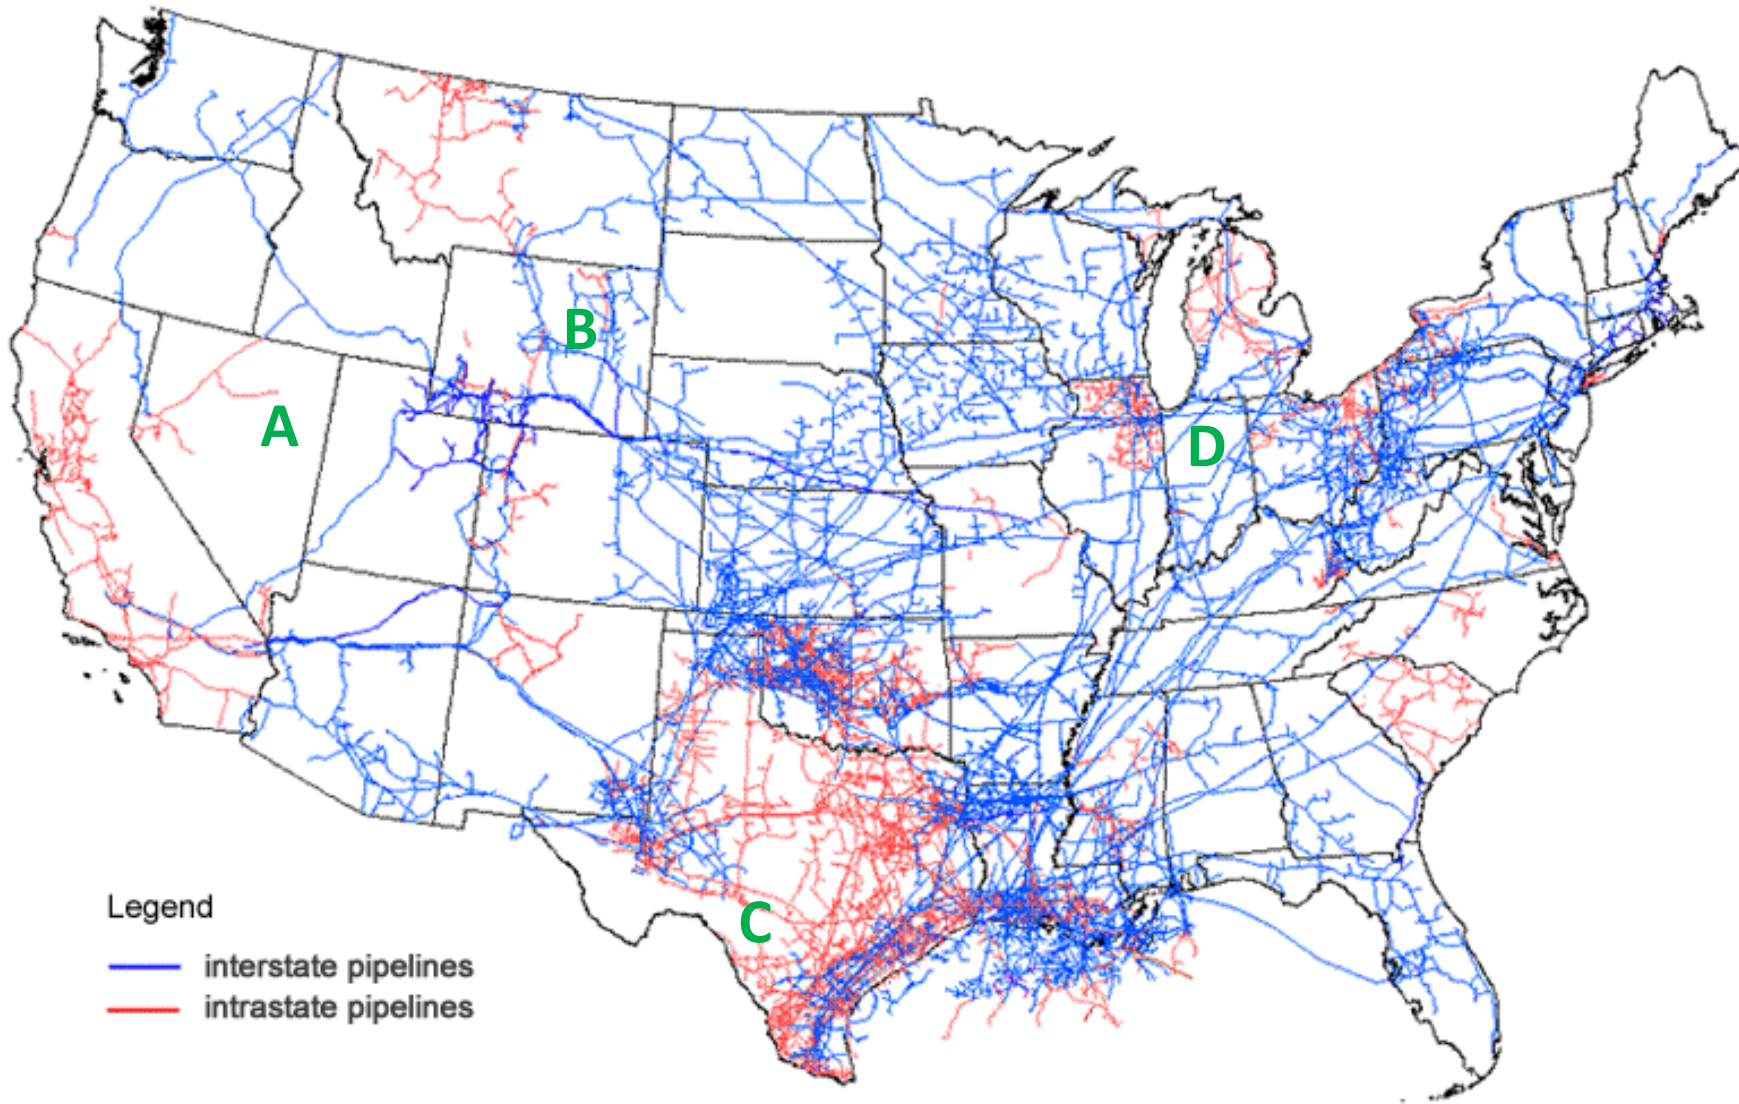 A
B
C
D
Legend
interstate pipelines
intrastate pipelines